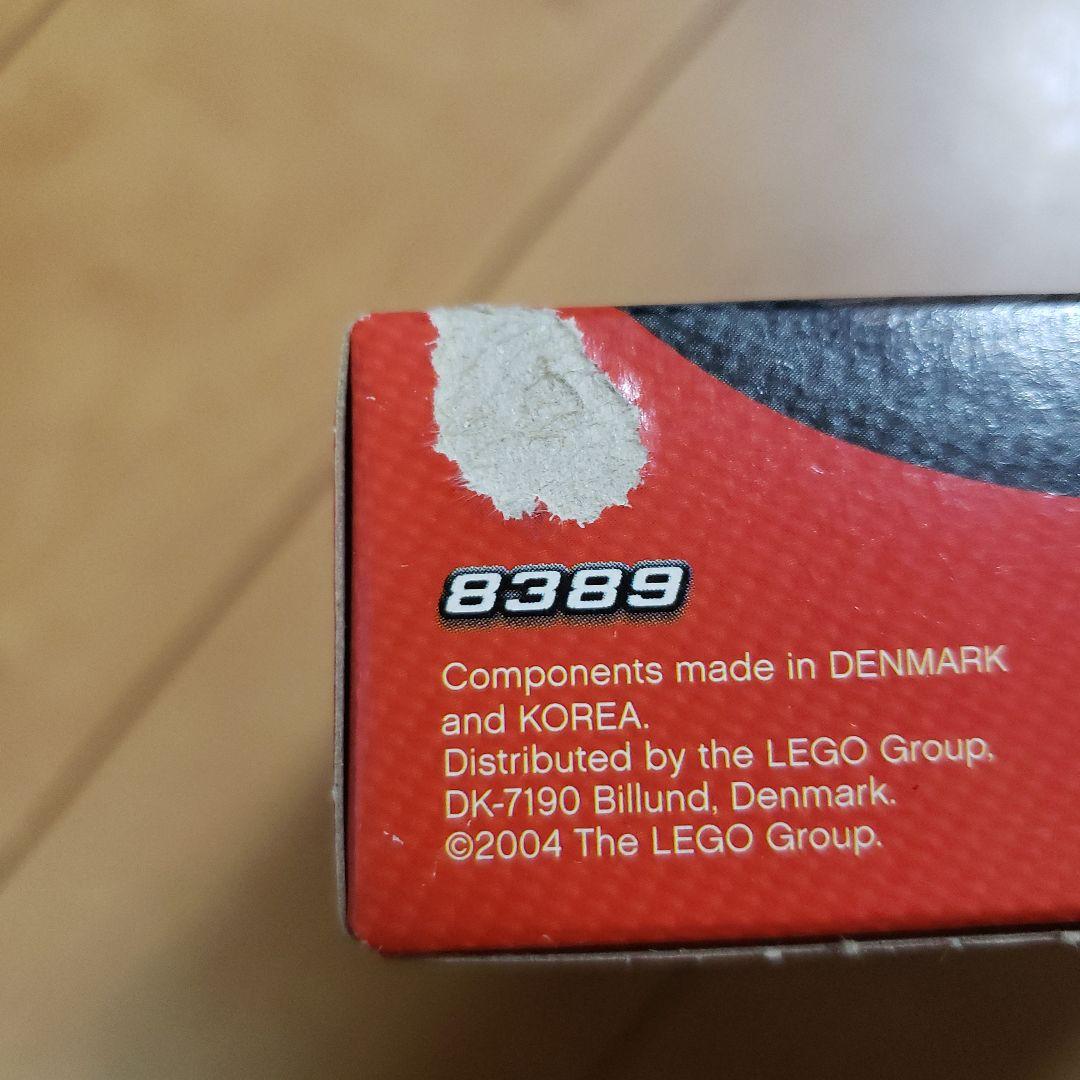 8389
Components made in DENMARK
and KOREA.
Distributed by the LEGO Group,
DK-7190 Billund, Denmark.
©2004 The LEGO Group.